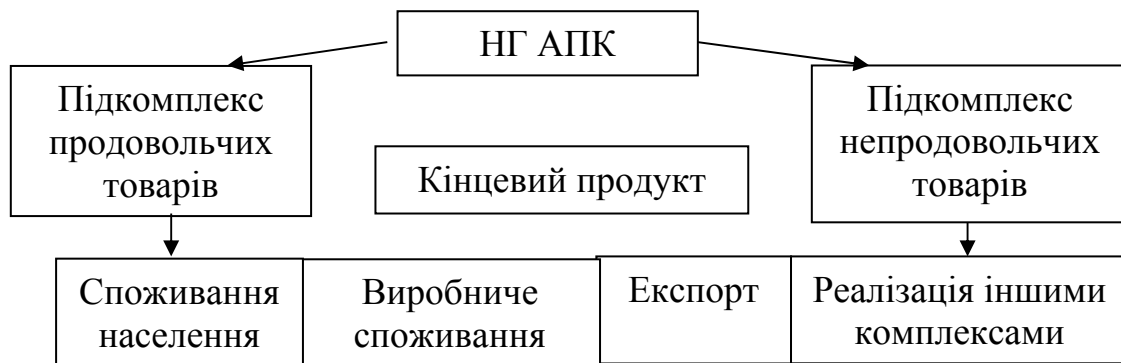 НГ АПК
Підкомплекс
продовольчих
товарів
Підкомплекс
непродовольчих
товарів
Кінцевий продукт
Споживання
населення
Виробниче
споживання
Експорт
Реалізація іншими
комплексами